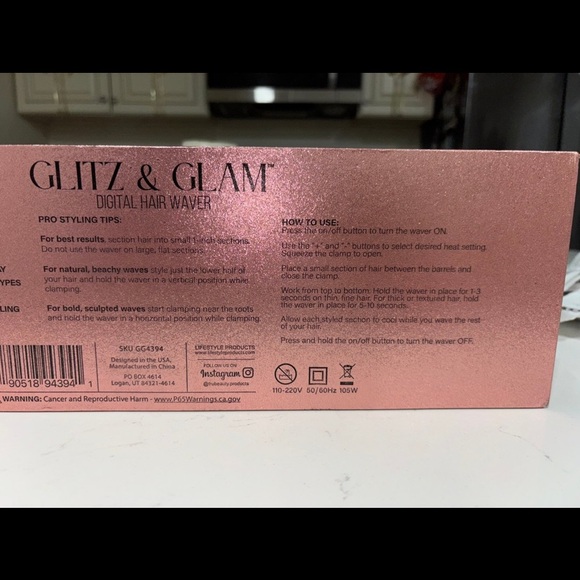 GLITZ & GLAM™
DIGITAL HAIR WAVER
PRO STYLING TIPS:
For best results, section hair into small 1-inch sections.
Do not use the waver on large, flat sections.
For natural, beachy waves style just the lower half of
your hair and hold the waver in a vertical position while
clamping.
For bold, sculpted waves start clamping near the roots
and hold the waver in a horizontal position while clamping.
HOW TO USE:
Press the on/off button to turn the waver ON.
Use the "+" and "-" buttons to select desired heat setting.
Squeeze the clamp to open.
Place a small section of hair between the barrels and
close the clamp.
Work from top to bottom. Hold the waver in place for 1-3
seconds on thin, fine hair. For thick or textured hair, hold
the waver in place for 5-10 seconds.
Allow each styled section to cool while you wave the rest
of your hair.
Press and hold the on/off button to turn the waver OFF.
YPES
LING
90518 94394 1
SKU GG4394
Designed in the USA,
Manufactured in China
PO BOX 4614
Logan, UT 84321-4614
LIFESTYLE PRODUCTS
www.lifestyleproducts.com
FOLLOW US ON
Instagram
110-220V 50/60Hz 105W
WARNING: Cancer and Reproductive Harm - www.P65Warnings.ca.gov